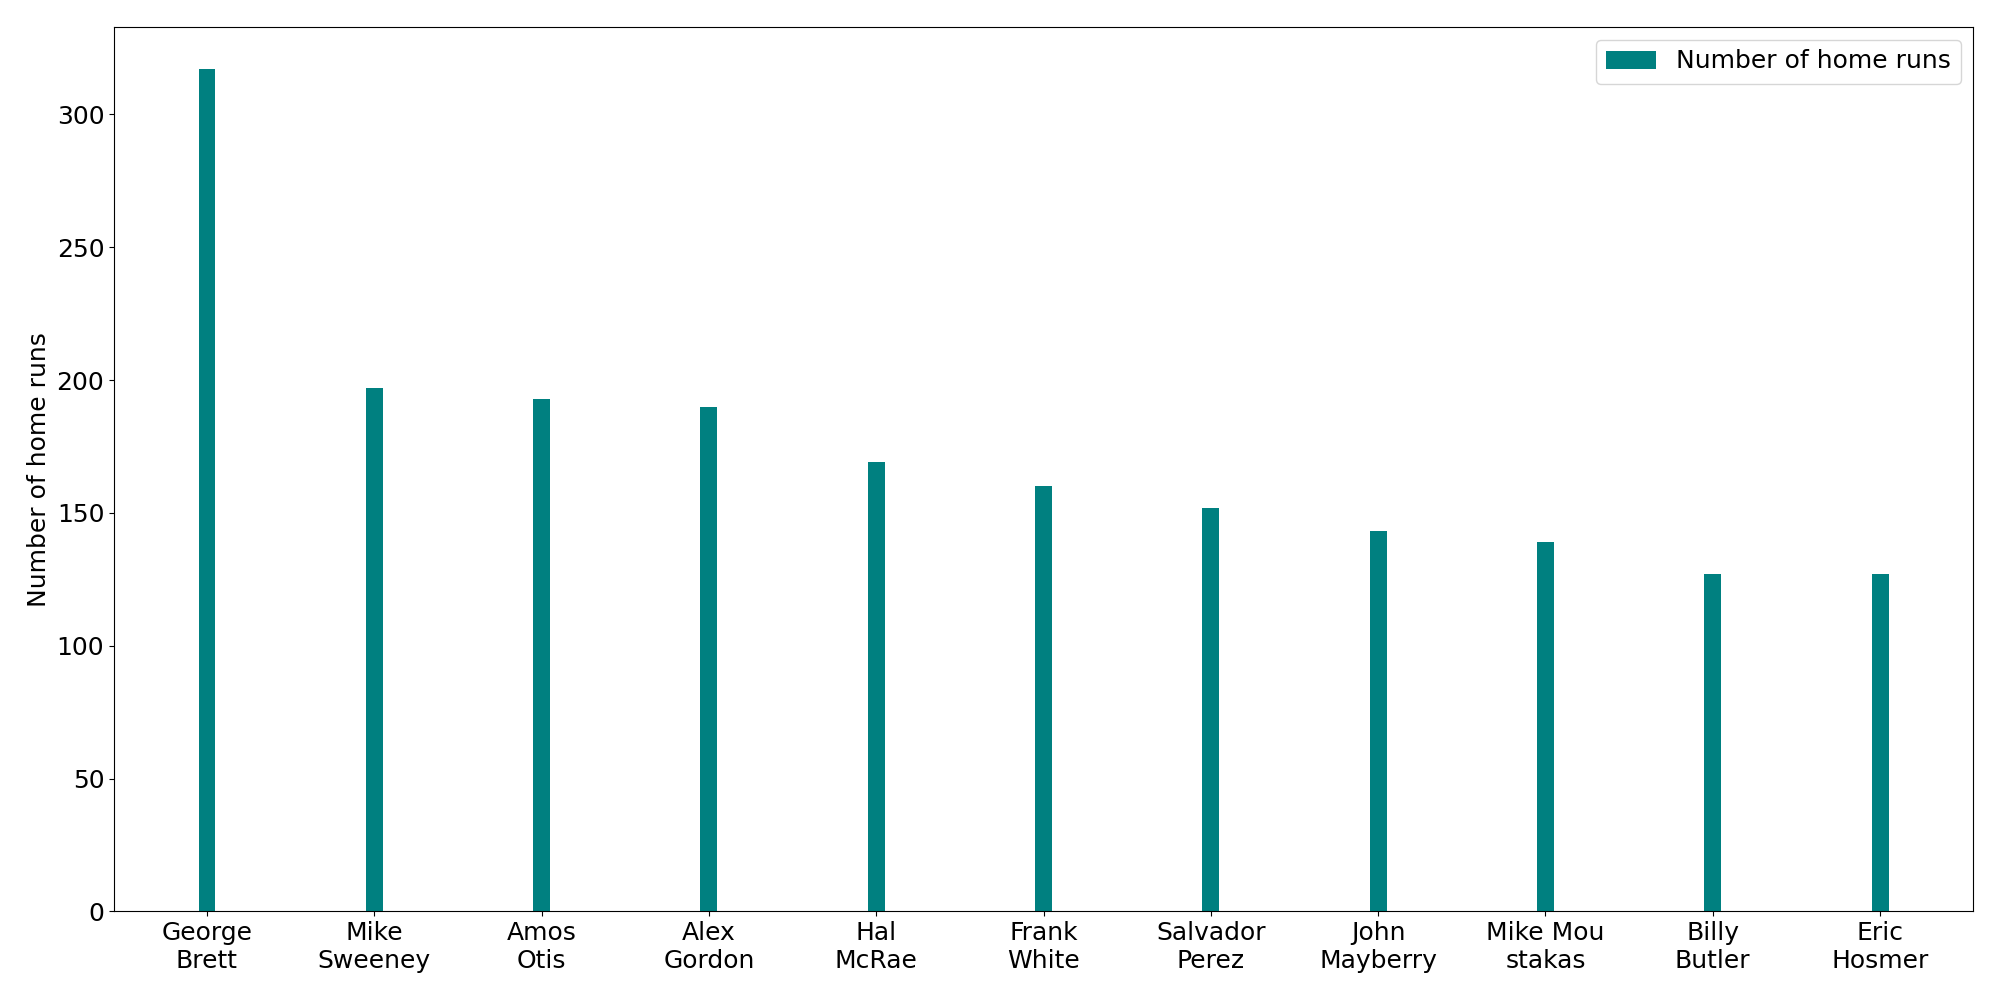 Number of home runs
300
250
200
150
100
50
0
Number of home runs
George
Brett
Mike
Sweeney
Amos
Otis
Alex
Gordon
Hal
McRae
Frank
White
Salvador
Perez
John
Mayberry
Mike Mou
stakas
Billy
Butler
Eric
Hosmer